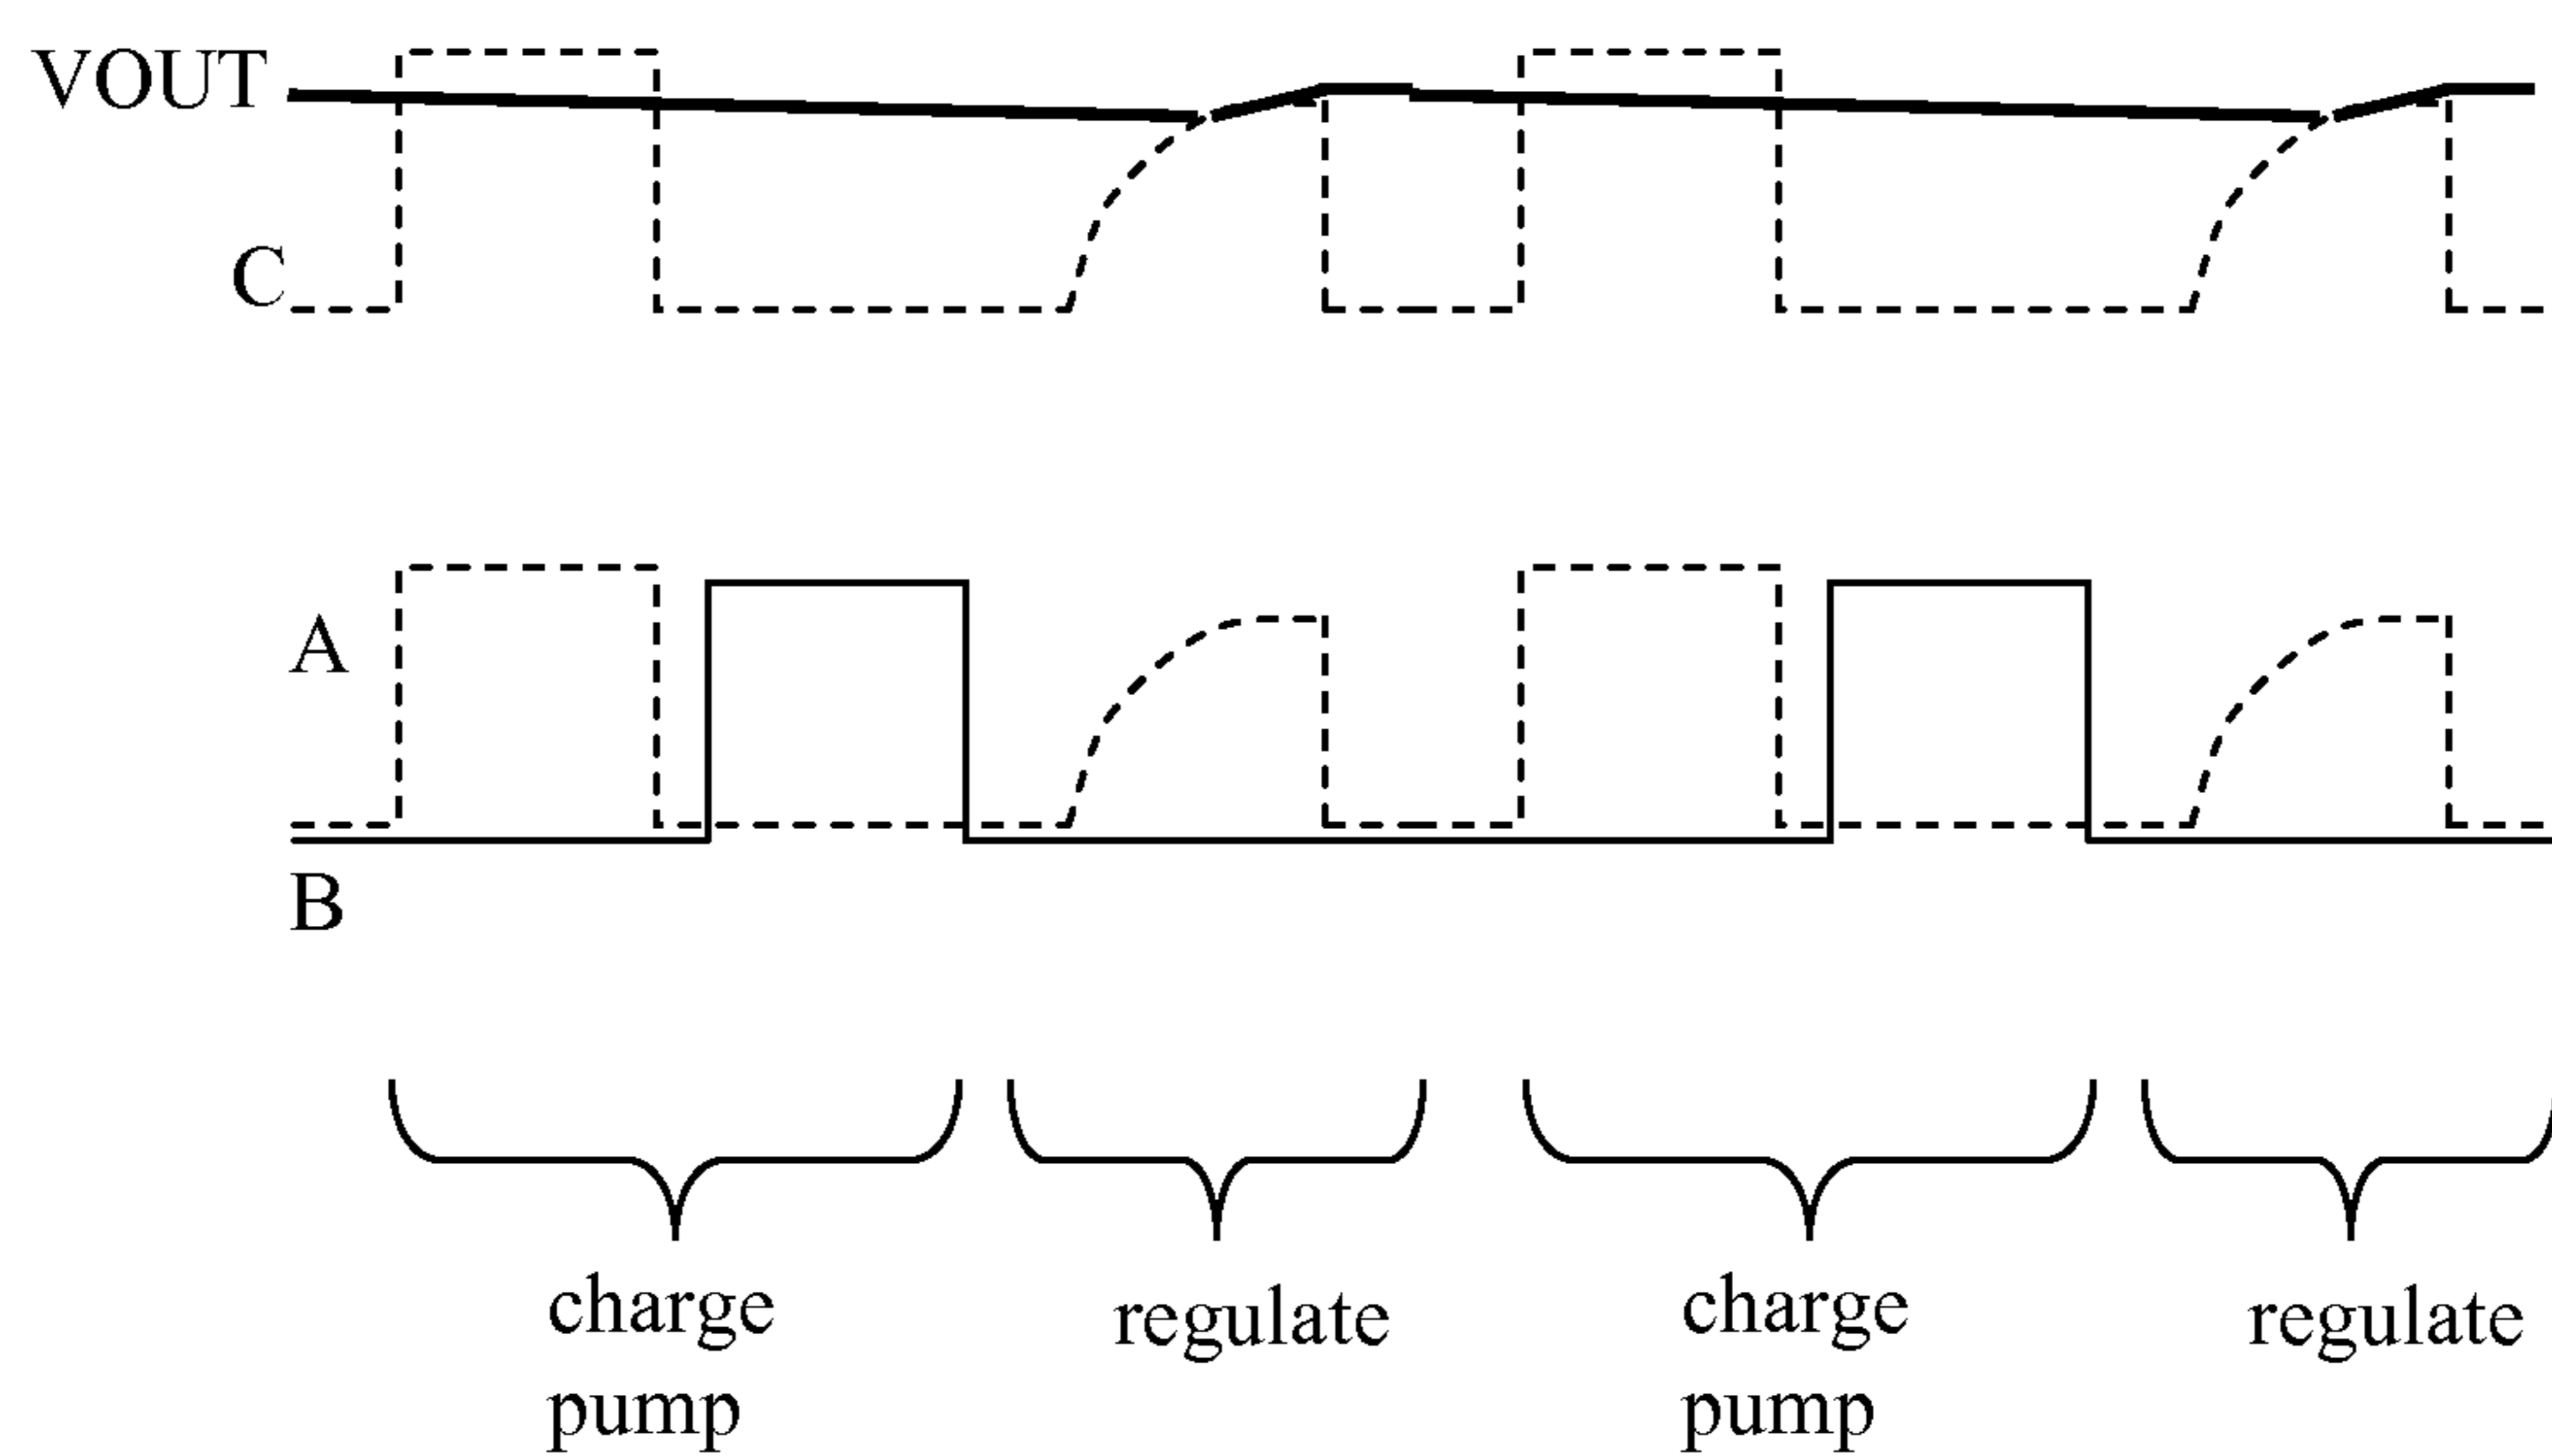 VOUT
C
A
B
charge
pump
regulate
charge
pump
regulate